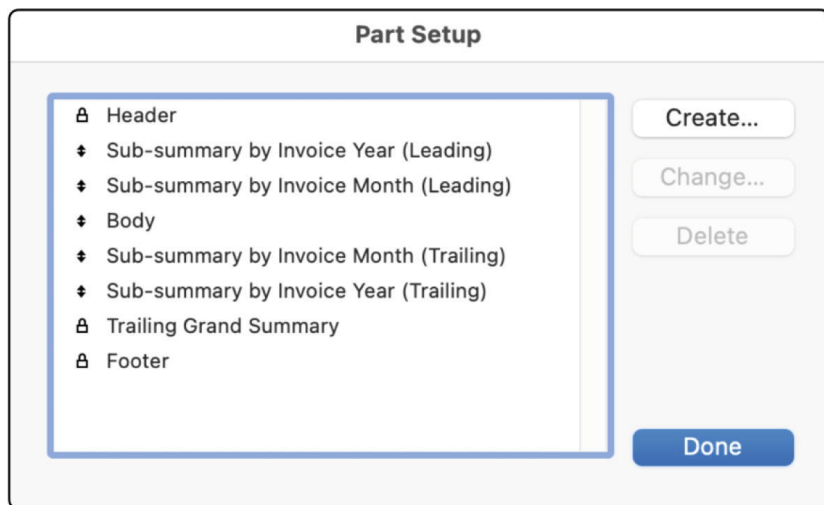 Part Setup
Header
Sub-summary by Invoice Year (Leading)
Sub-summary by Invoice Month (Leading)
Body
Sub-summary by Invoice Month (Trailing)
Sub-summary by Invoice Year (Trailing)
Trailing Grand Summary
Footer
Create...
Change...
Delete
Done